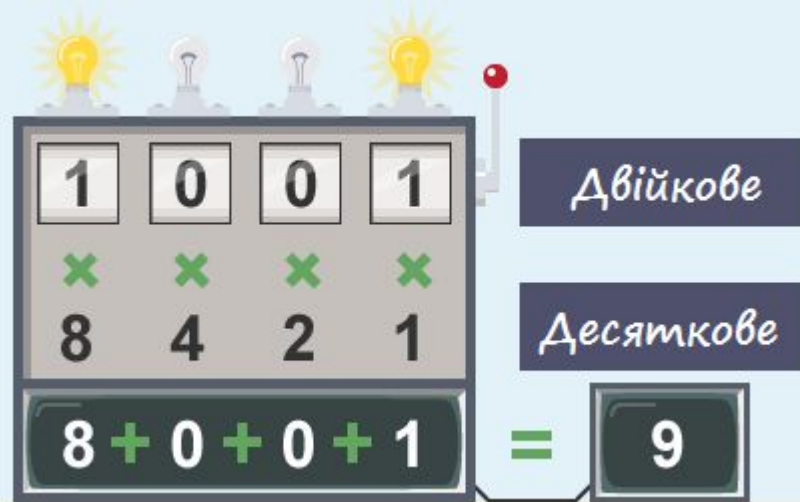 1 0 0 1
Двійкове
× × × ×
8 4 2 1
Десяткове
8 + 0 + 0 + 1 = 9